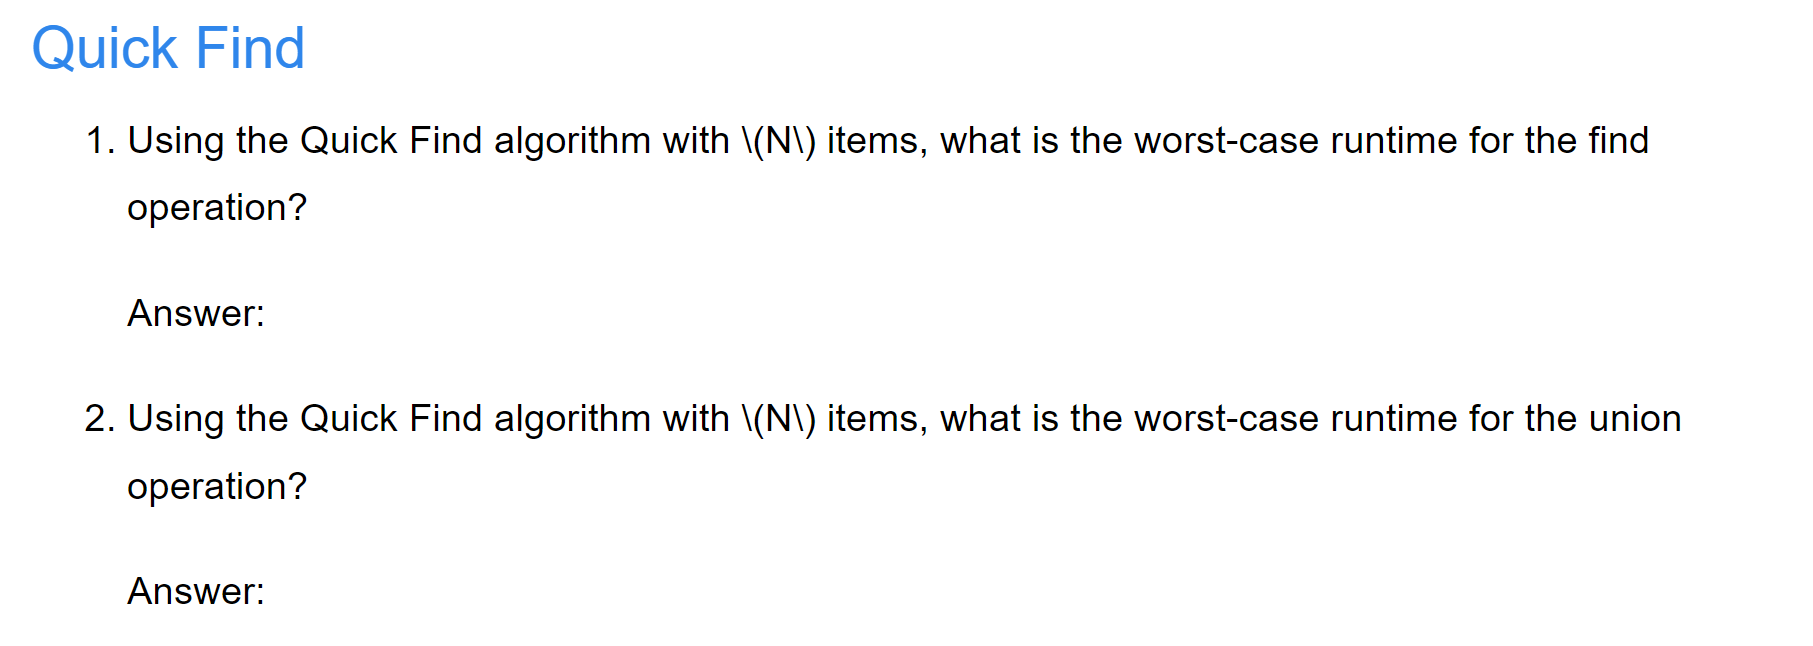 Quick Find
1. Using the Quick Find algorithm with \(N\) items, what is the worst-case runtime for the find
operation?
Answer:
2. Using the Quick Find algorithm with \(N\) items, what is the worst-case runtime for the union
operation?
Answer: